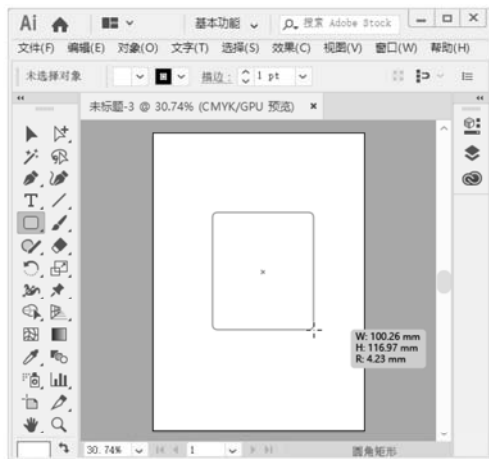 Ai 基本功能 搜索 Adobe Stock
文件(F) 编辑(E) 对象(O) 文字(T) 选择(S) 效果(C) 视图(V) 窗口(W) 帮助(H)
未选择对象 描边: 1 pt
未标题-3 @ 30.74% (CMYK/GPU 预览) ×
W: 100.26 mm
H: 116.97 mm
R: 4.23 mm
30.74% 1 圆角矩形